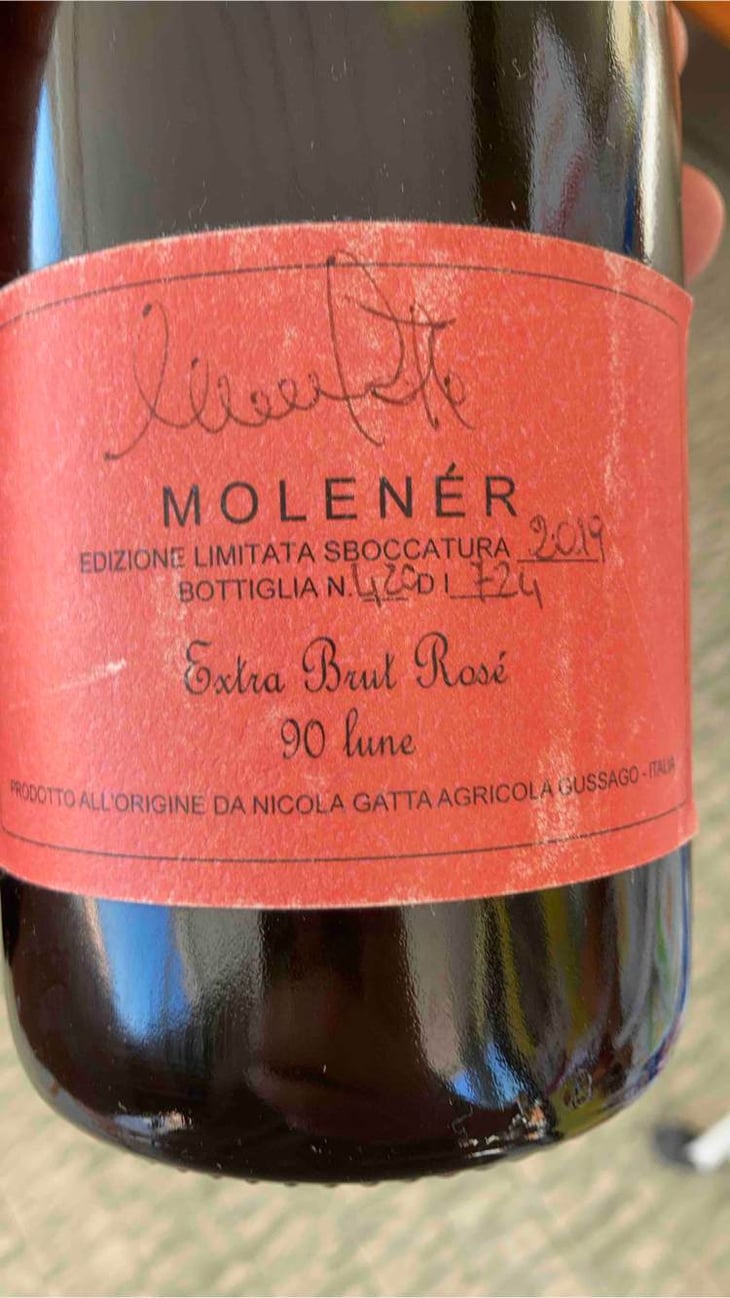 MOLENÉR
EDIZIONE LIMITATA SBOCCATURA 2019
BOTTIGLIA N. 420 DI 724
Extra Brut Rosé
90 lune
PRODOTTO ALL'ORIGINE DA NICOLA GATTA AGRICOLA GUSSAGO - ITALIA